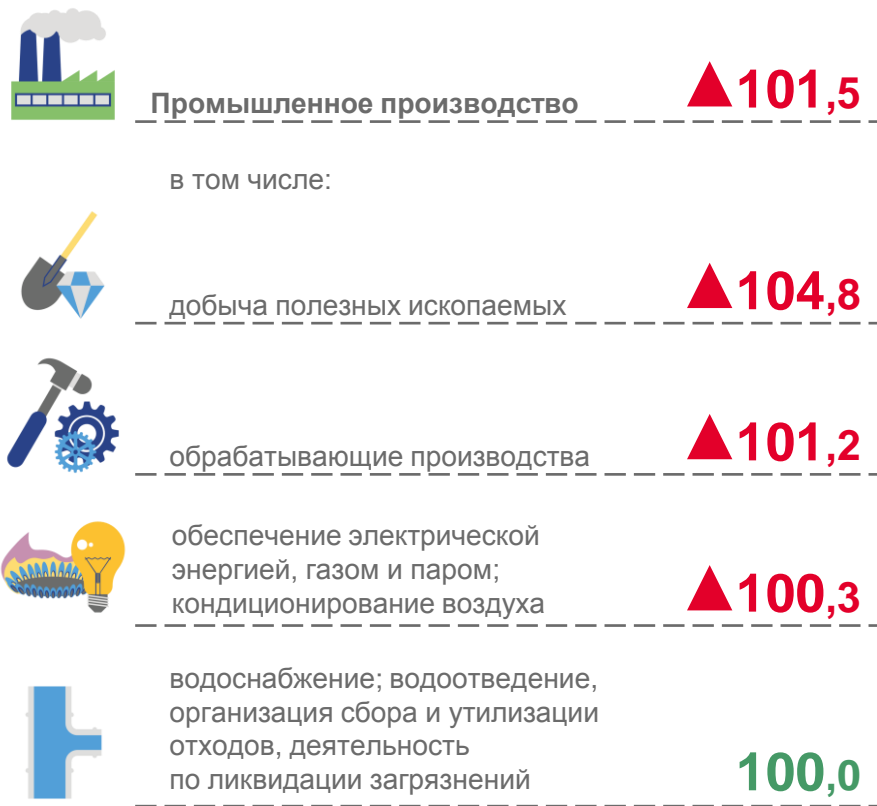 Промышленное производство ▲101,5
в том числе:
добыча полезных ископаемых ▲104,8
обрабатывающие производства ▲101,2
обеспечение электрической
энергией, газом и паром;
кондиционирование воздуха ▲100,3
водоснабжение; водоотведение,
организация сбора и утилизации
отходов, деятельность
по ликвидации загрязнений 100,0